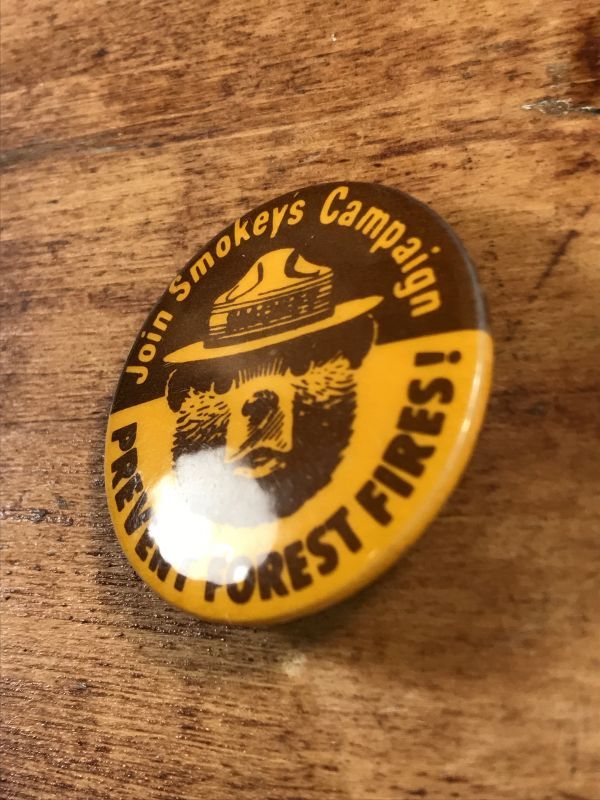 Join Smokey's Campaign
PREVENT FOREST FIRES!